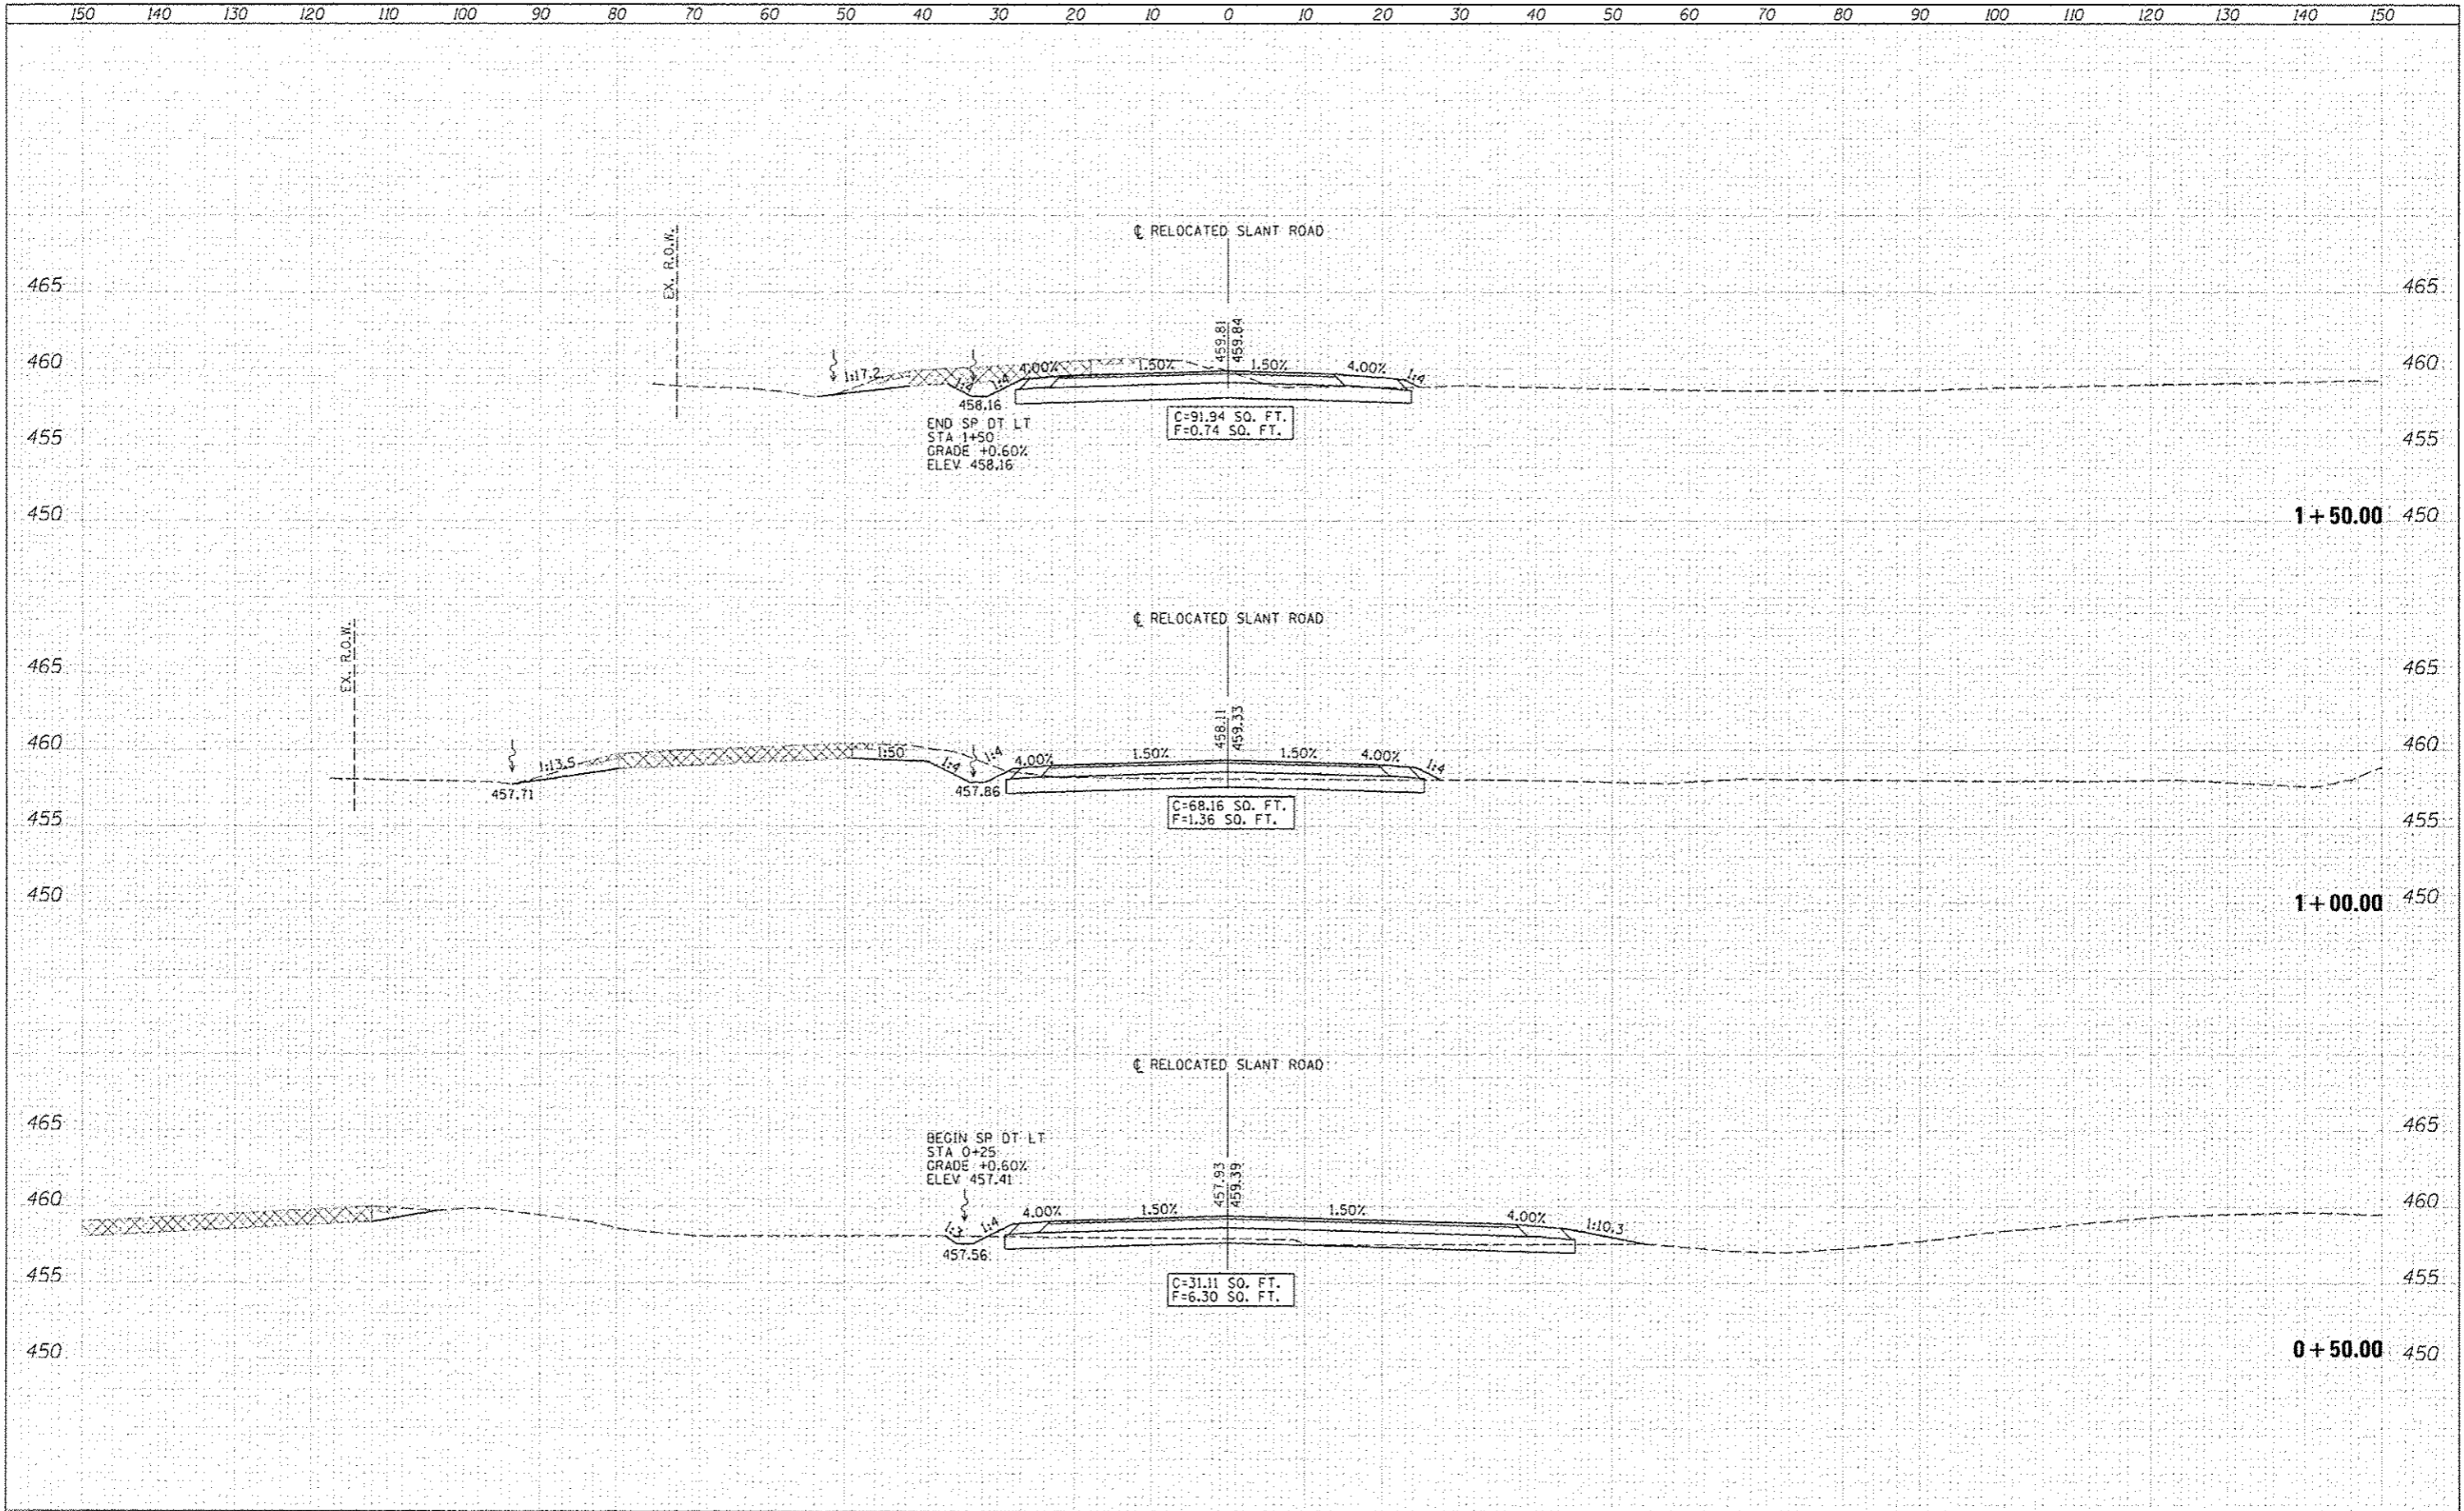 150 140 130 120 110 100 90 80 70 60 50 40 30 20 10 0 10 20 30 40 50 60 70 80 90 100 110 120 130 140 150
℄ RELOCATED SLANT ROAD
EX. R.O.W.
465 465
459.81
459.84
460 1:17.2 4.00% 1.50% 1.50% 4.00% 1:4 460
1:4 1:4
458.16
C=91.94 SQ. FT.
F=0.74 SQ. FT.
END SP DT LT
STA 1+50
GRADE +0.60%
ELEV 458.16
455 455
450 1+50.00 450
℄ RELOCATED SLANT ROAD
EX. R.O.W.
465 465
458.11
459.33
460 1:13.5 1:50 1:4 1:4 4.00% 1.50% 1.50% 4.00% 1:4 460
457.71 457.86
C=68.16 SQ. FT.
F=1.36 SQ. FT.
455 455
450 1+00.00 450
℄ RELOCATED SLANT ROAD
465 465
BEGIN SP DT LT
STA 0+25
GRADE +0.60%
ELEV 457.41
457.93
459.39
460 460
1:4 4.00% 1.50% 1.50% 4.00% 1:10.3
457.56
C=31.11 SQ. FT.
F=6.30 SQ. FT.
455 455
450 0+50.00 450